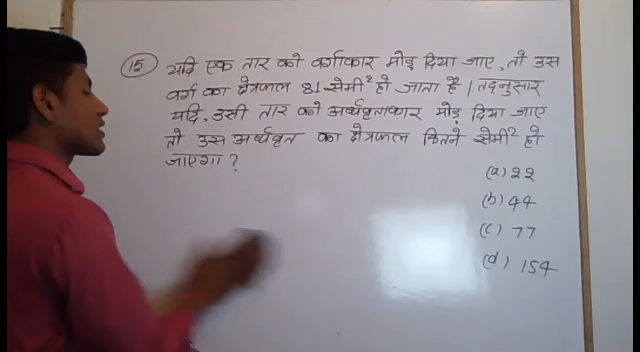 15 यदि एक तार को वर्गाकार मोड़ दिया जाए, तो उस
वर्ग का क्षेत्रफल 81 सेमी² हो जाता है। तद्नुसार
यदि, उसी तार को अर्धवृत्ताकार मोड़ दिया जाए
तो उस अर्धवृत्त का क्षेत्रफल कितने सेमी² हो
जाएगा?
(a) 22
(b) 44
(c) 77
(d) 154